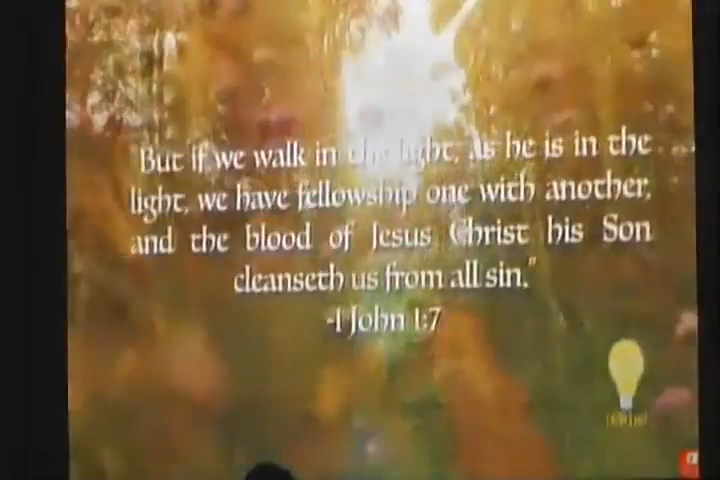 But if we walk in the light, as he is in the
light, we have fellowship one with another,
and the blood of Jesus Christ his Son
cleanseth us from all sin."
-1 John 1:7